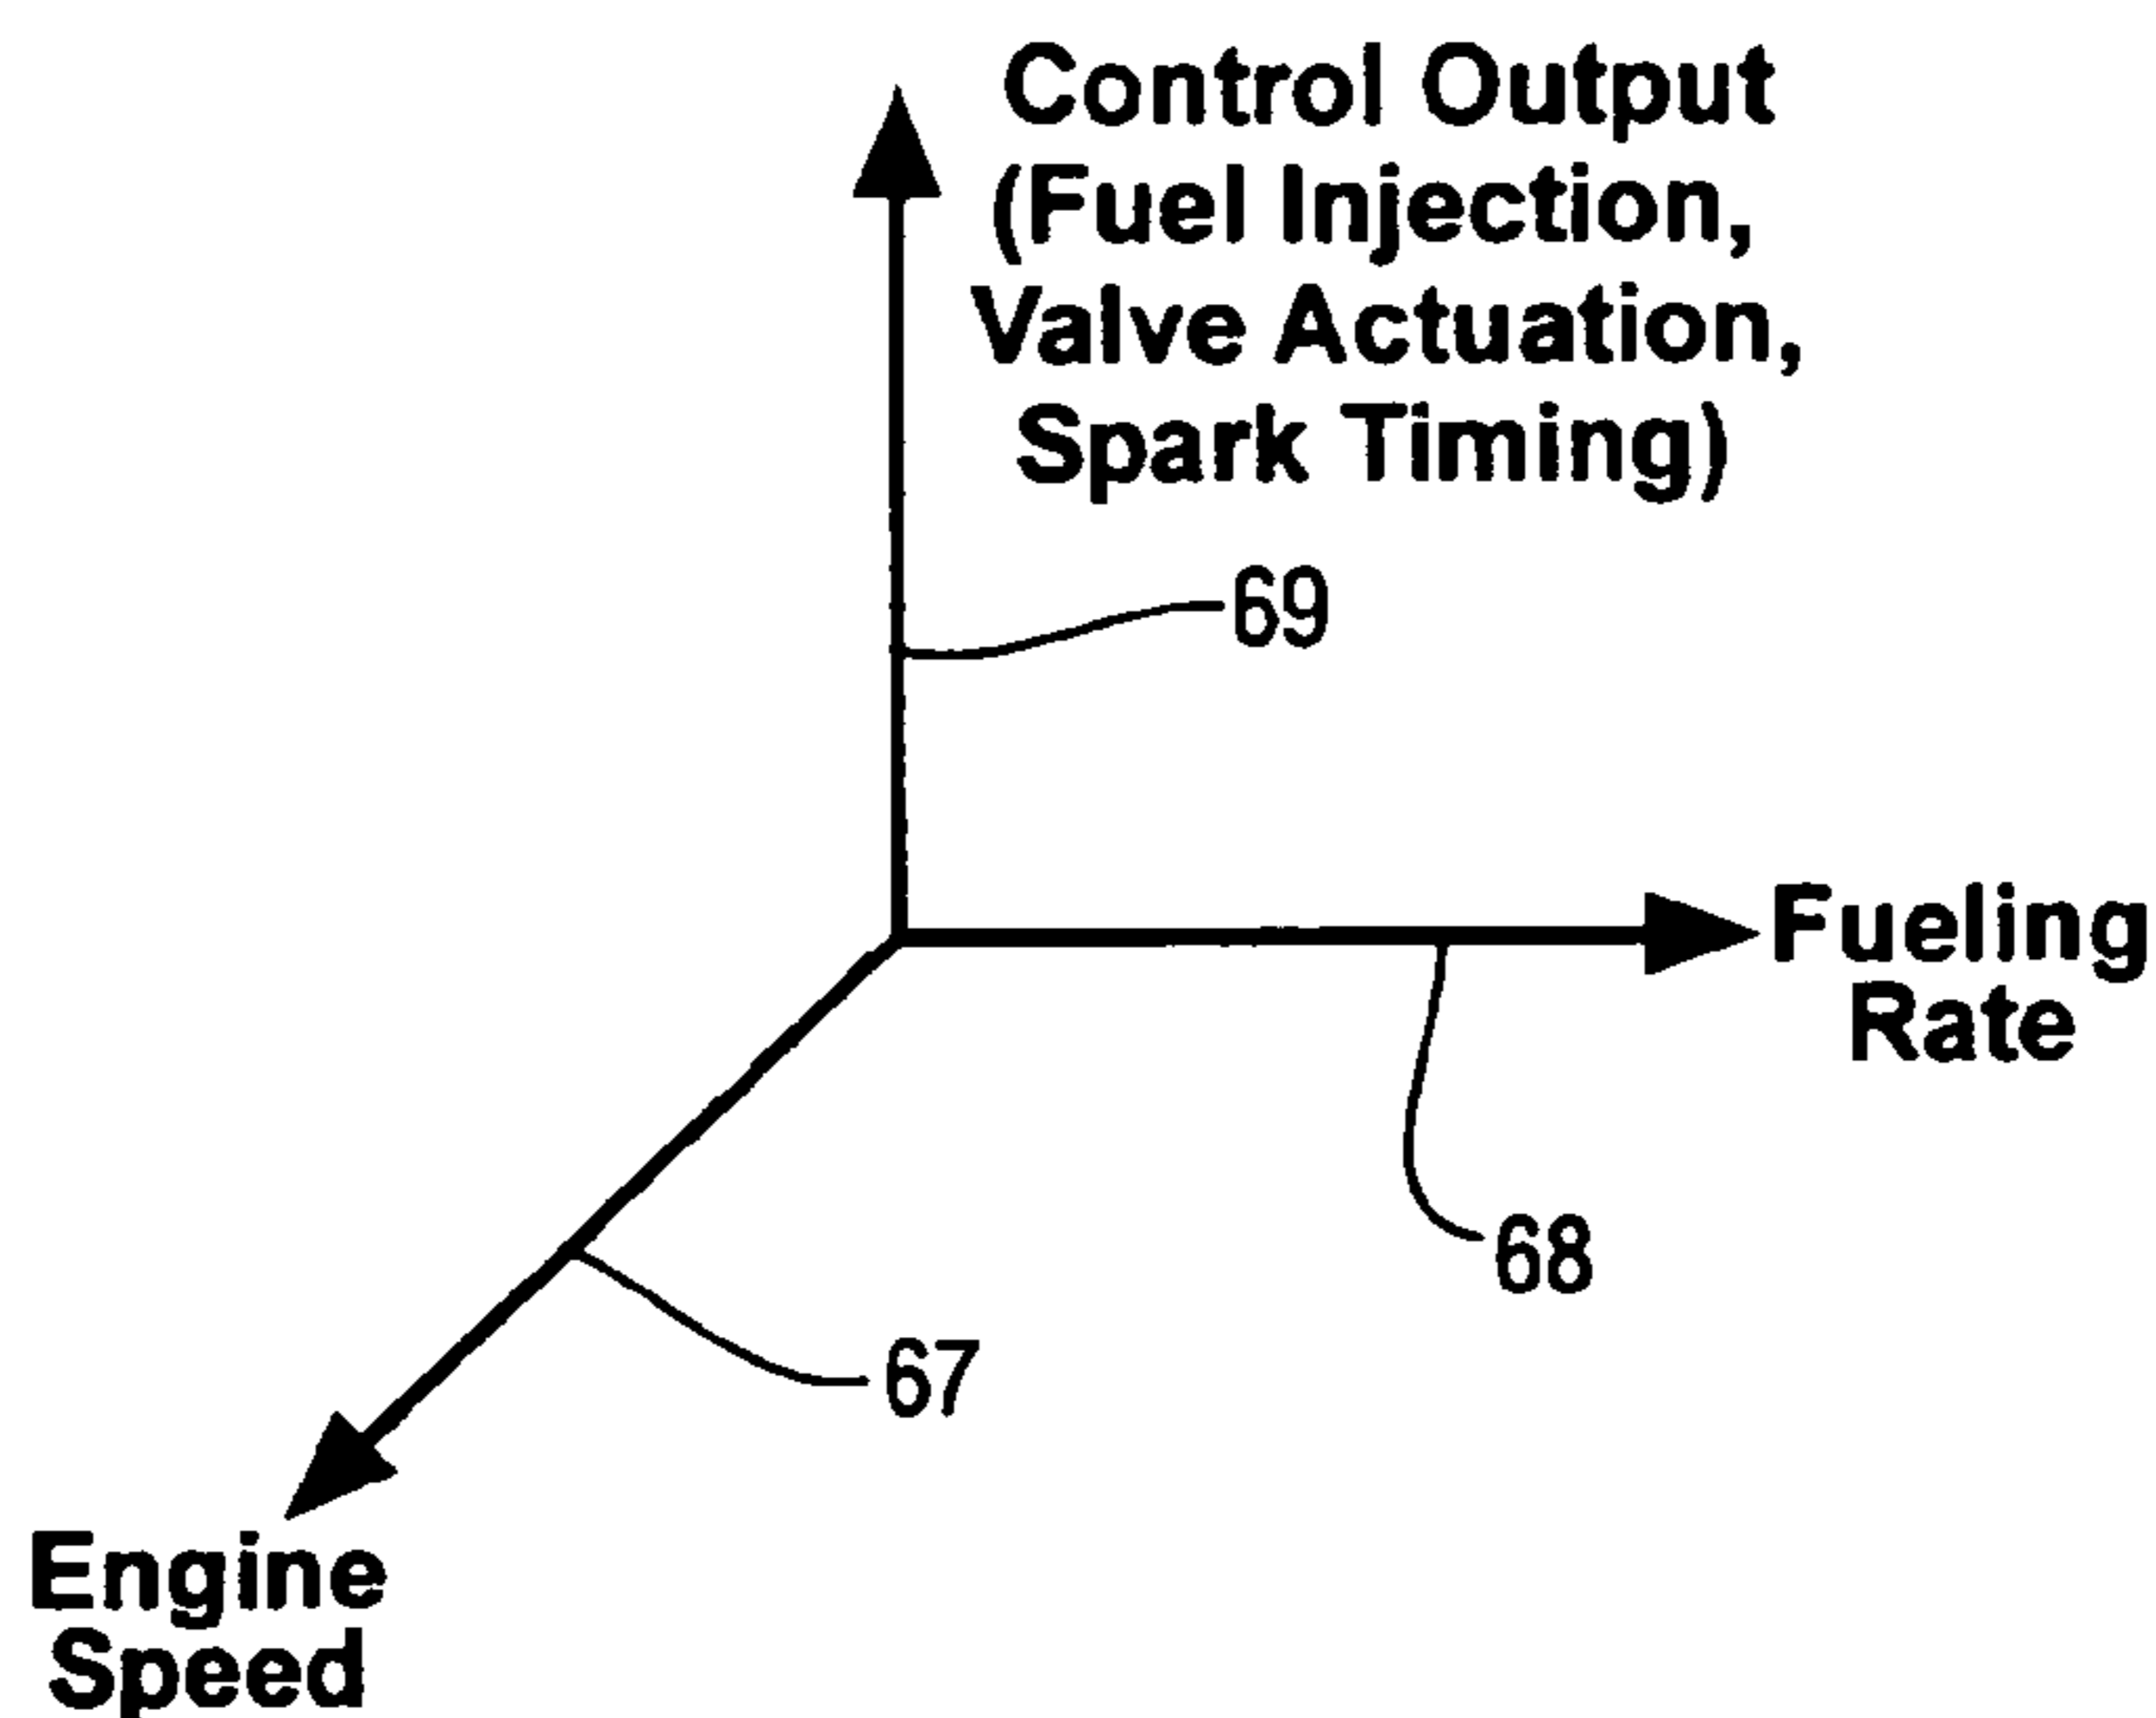 Control Output
(Fuel Injection,
Valve Actuation,
Spark Timing)
69
Fueling
Rate
68
67
Engine
Speed